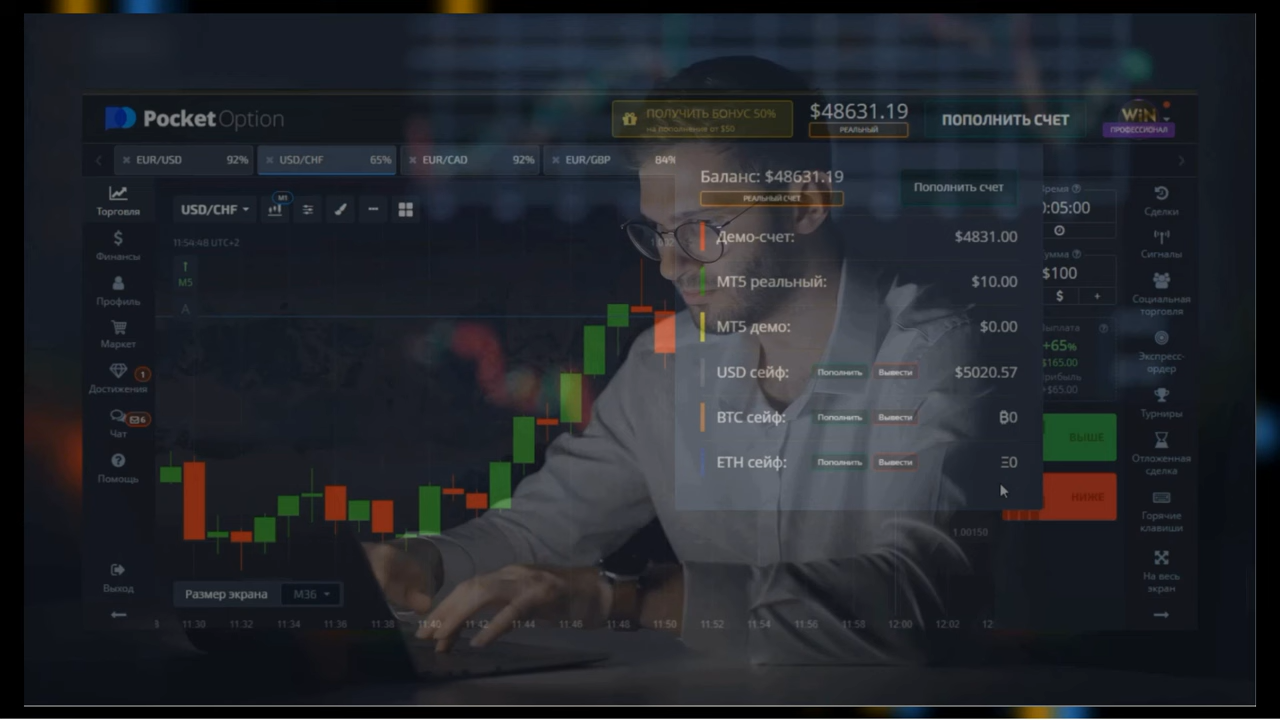 PocketOption
ПОЛУЧИТЬ БОНУС 50%
на пополнение от $50
$48631.19
РЕАЛЬНЫЙ
ПОПОЛНИТЬ СЧЕТ
WIN
ПРОФЕССИОНАЛ
EUR/USD 92%
USD/CHF 65%
EUR/CAD 92%
EUR/GBP 84%
Торговля
Финансы
Профиль
Маркет
Достижения
1
Чат
6
Помощь
Выход
USD/CHF
M1
11:54:48 UTC+2
M5
A
Баланс: $48631.19
РЕАЛЬНЫЙ СЧЕТ
Пополнить счет
Демо-счет: $4831.00
МТ5 реальный: $10.00
МТ5 демо: $0.00
USD сейф: Пополнить Вывести $5020.57
BTC сейф: Пополнить Вывести ฿0
ETH сейф: Пополнить Вывести Ξ0
:05:00
$100
$ +
+65%
$165.00
+$65.00
ВЫШЕ
НИЖЕ
1.00150
Сделки
Сигналы
Социальная
торговля
Экспресс-
ордер
Турниры
Отложенная
сделка
Горячие
клавиши
На весь
экран
Размер экрана M36
11:30 11:32 11:34 11:36 11:38 11:40 11:42 11:44 11:46 11:48 11:50 11:52 11:54 11:56 11:58 12:00 12:02 12: